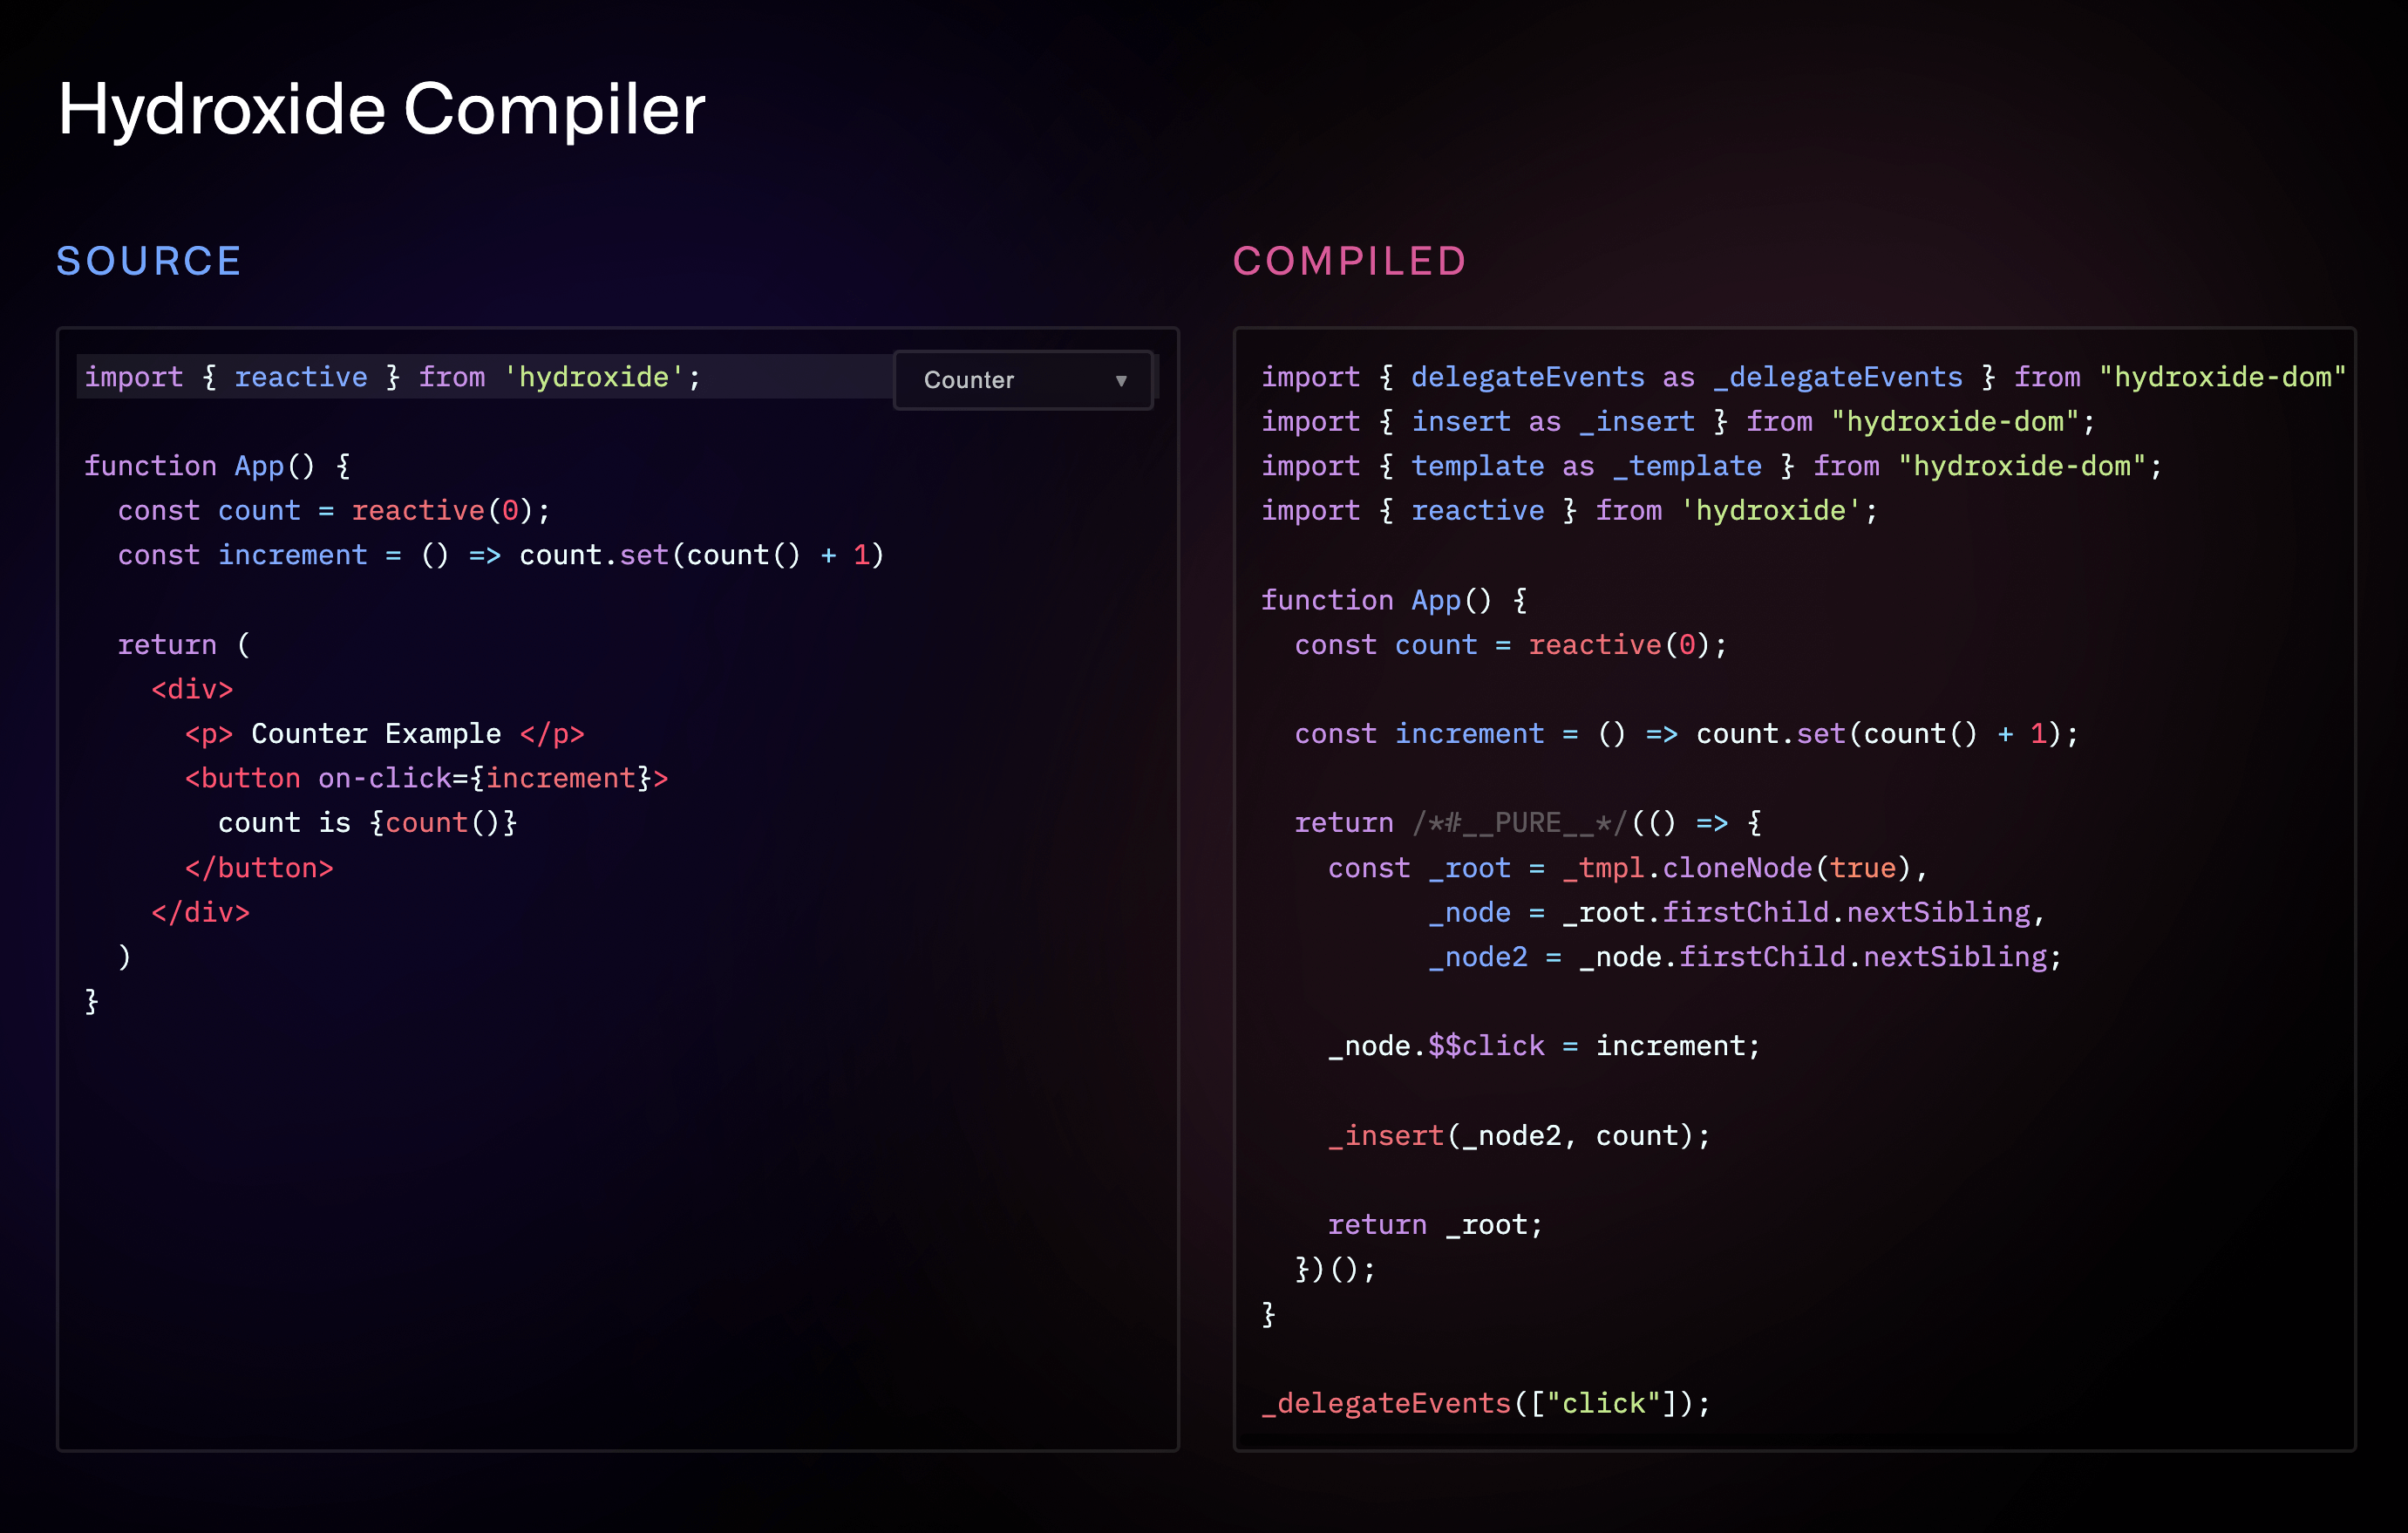 Hydroxide Compiler
SOURCE
import { reactive } from 'hydroxide';
Counter ▼
function App() {
  const count = reactive(0);
  const increment = () => count.set(count() + 1)
  return (
    <div>
      <p> Counter Example </p>
      <button on-click={increment}>
        count is {count()}
      </button>
    </div>
  )
}
COMPILED
import { delegateEvents as _delegateEvents } from "hydroxide-dom"
import { insert as _insert } from "hydroxide-dom";
import { template as _template } from "hydroxide-dom";
import { reactive } from 'hydroxide';
function App() {
  const count = reactive(0);
  const increment = () => count.set(count() + 1);
  return /*#__PURE__*/(() => {
    const _root = _tmpl.cloneNode(true),
          _node = _root.firstChild.nextSibling,
          _node2 = _node.firstChild.nextSibling;
    _node.$$click = increment;
    _insert(_node2, count);
    return _root;
  })();
}
_delegateEvents(["click"]);